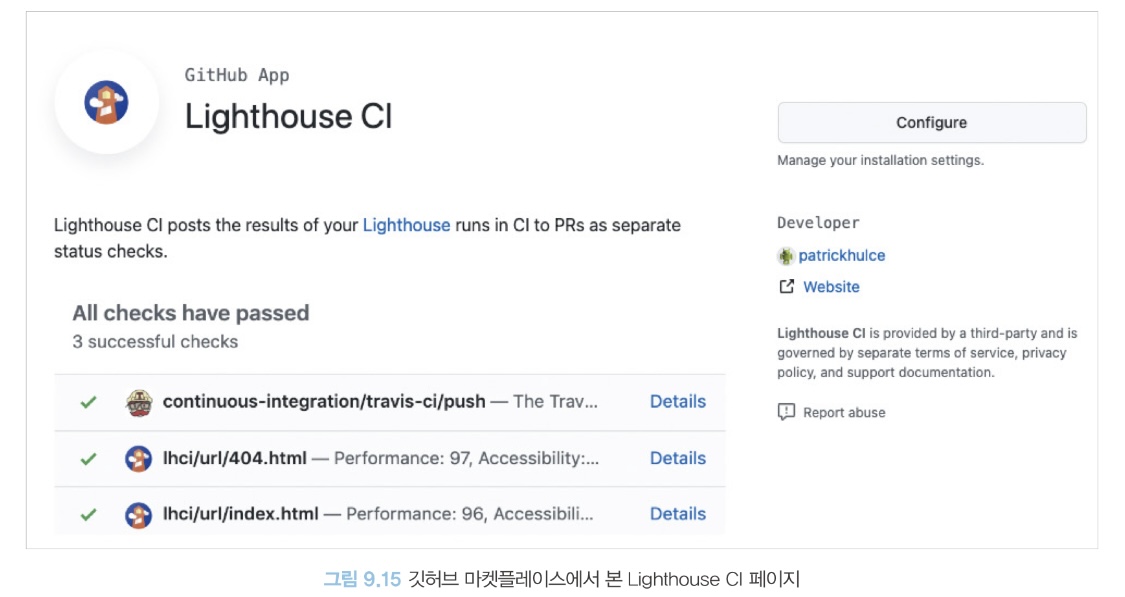 GitHub App
Lighthouse CI
Configure
Manage your installation settings.
Lighthouse CI posts the results of your Lighthouse runs in CI to PRs as separate
status checks.
All checks have passed
3 successful checks
continuous-integration/travis-ci/push — The Trav... Details
lhci/url/404.html — Performance: 97, Accessibility:... Details
lhci/url/index.html — Performance: 96, Accessibili... Details
Developer
patrickhulce
Website
Lighthouse CI is provided by a third-party and is
governed by separate terms of service, privacy
policy, and support documentation.
Report abuse
그림 9.15 깃허브 마켓플레이스에서 본 Lighthouse CI 페이지